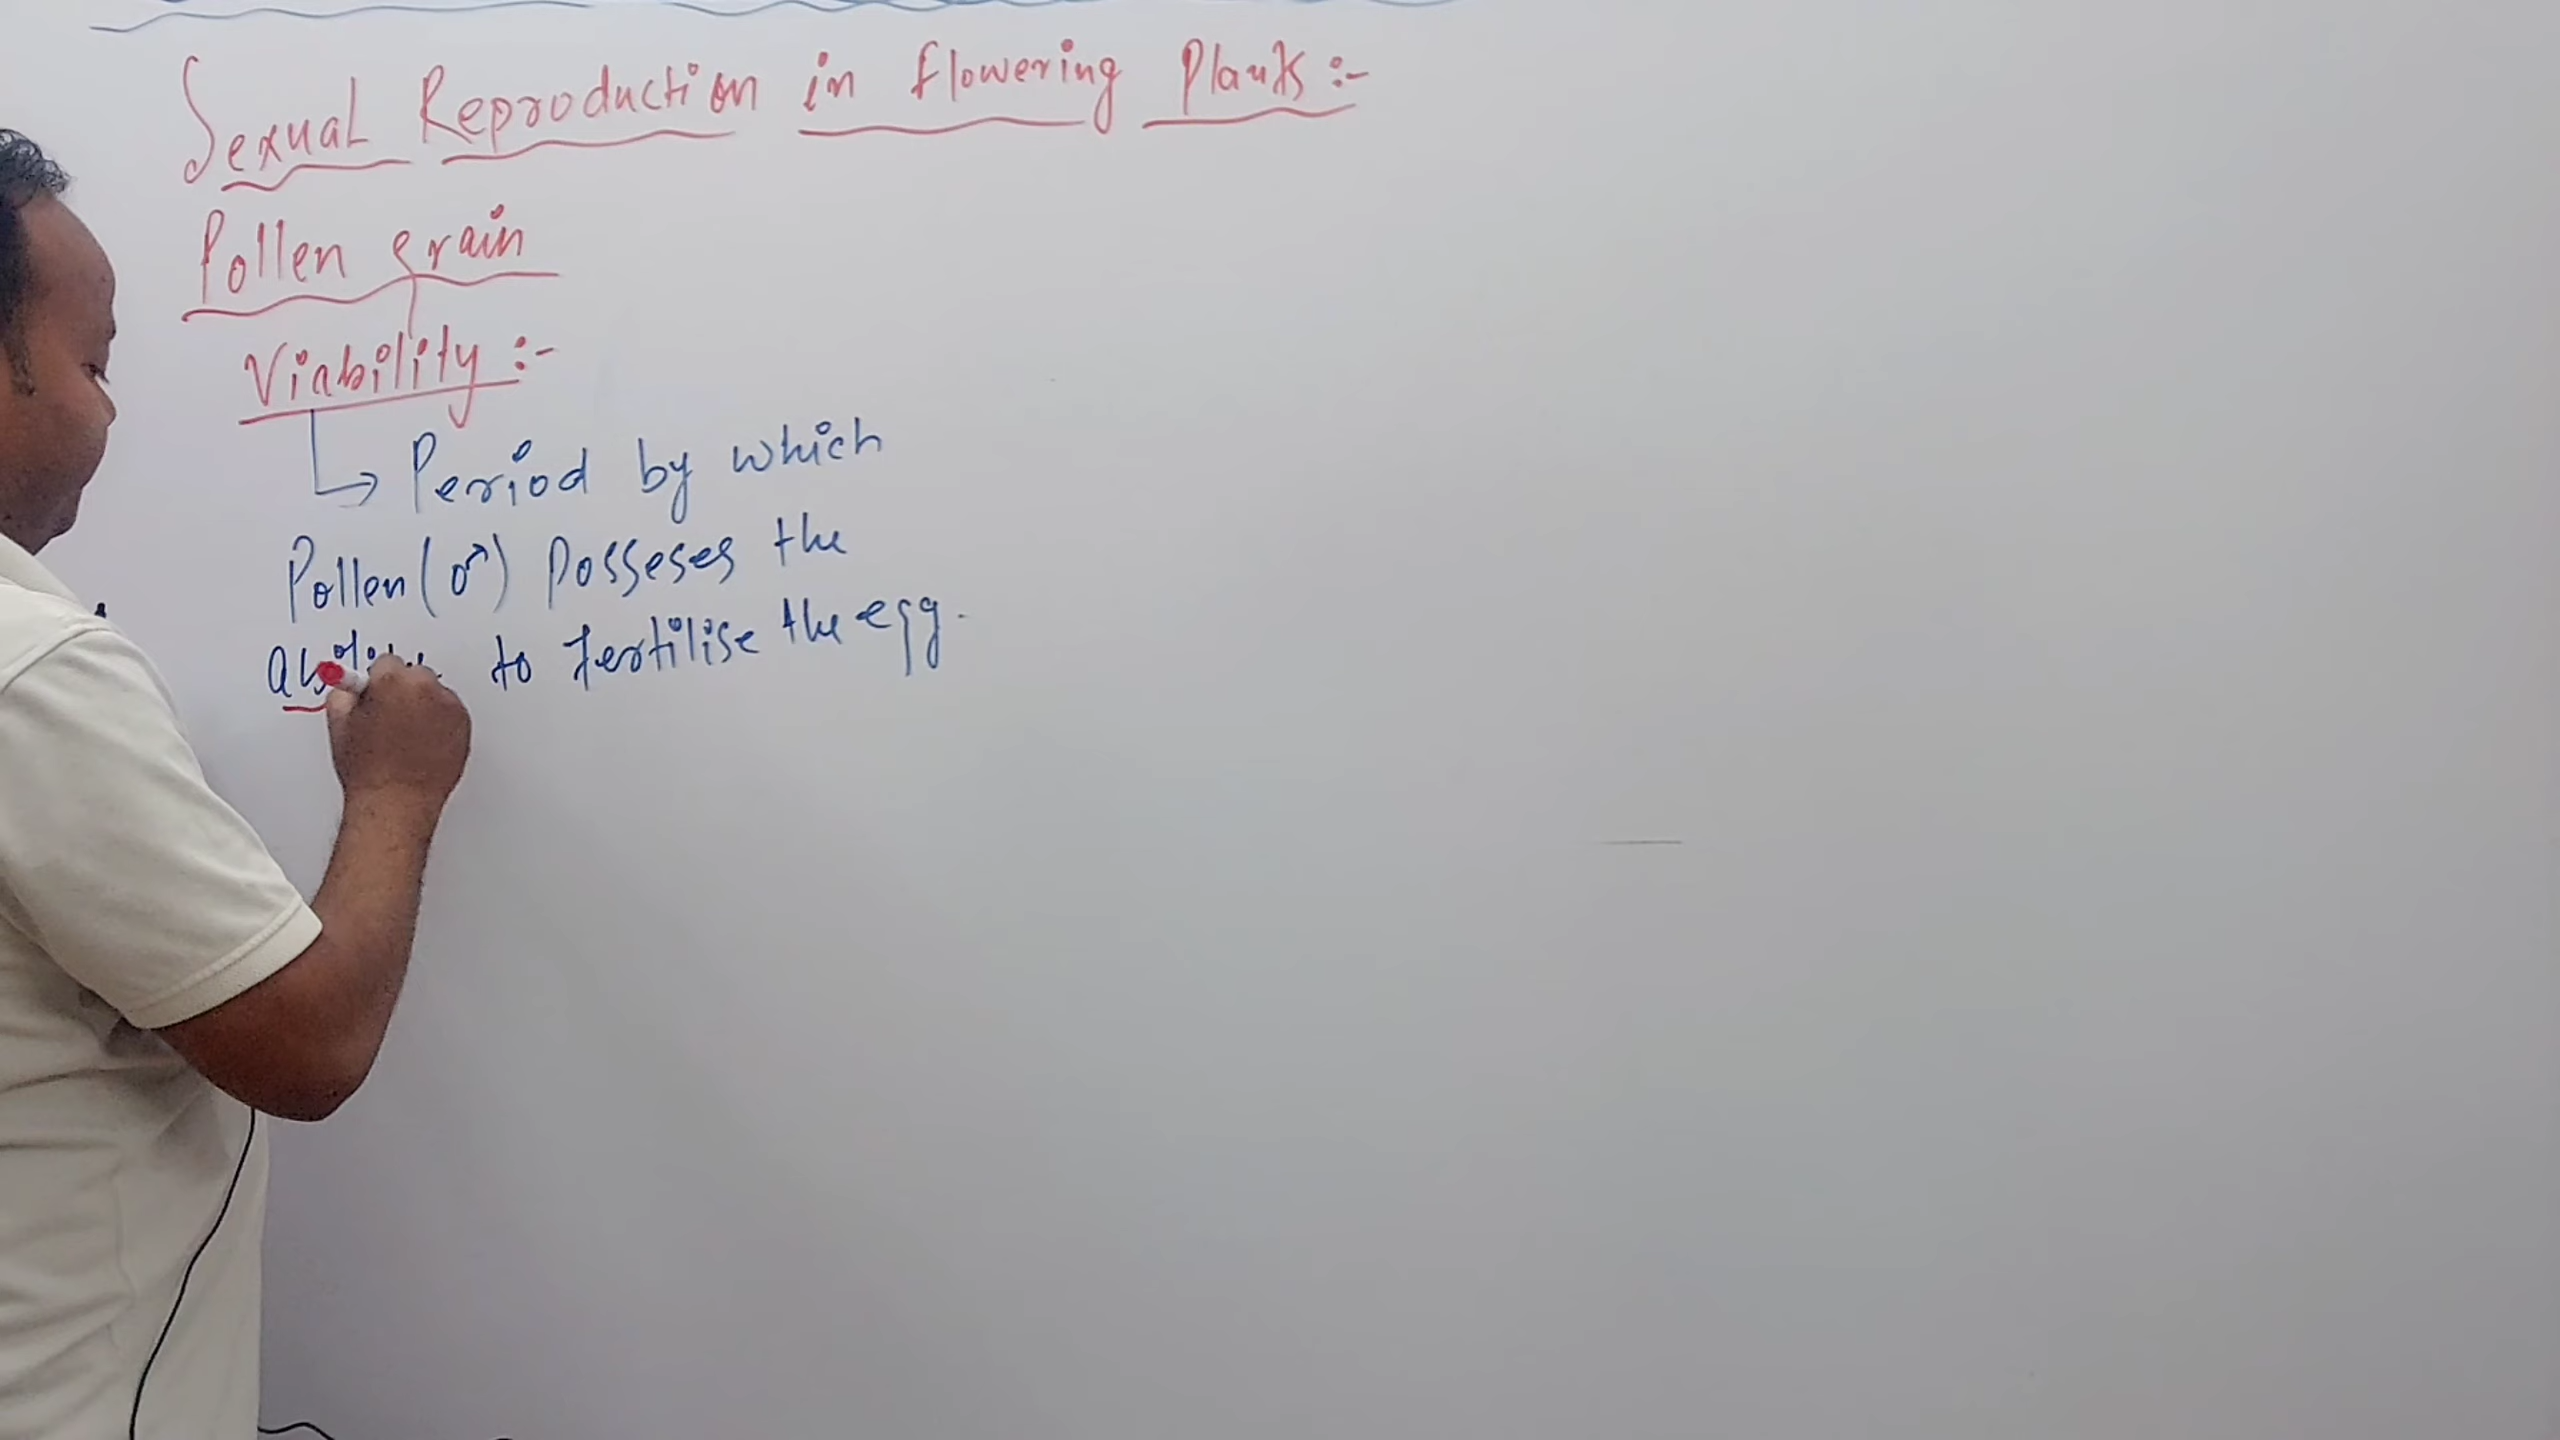 Sexual Reproduction in flowering Plants :-
Pollen grain
Viability :-
→ Period by which
Pollen (♂) Posseses the
to fertilise the egg.